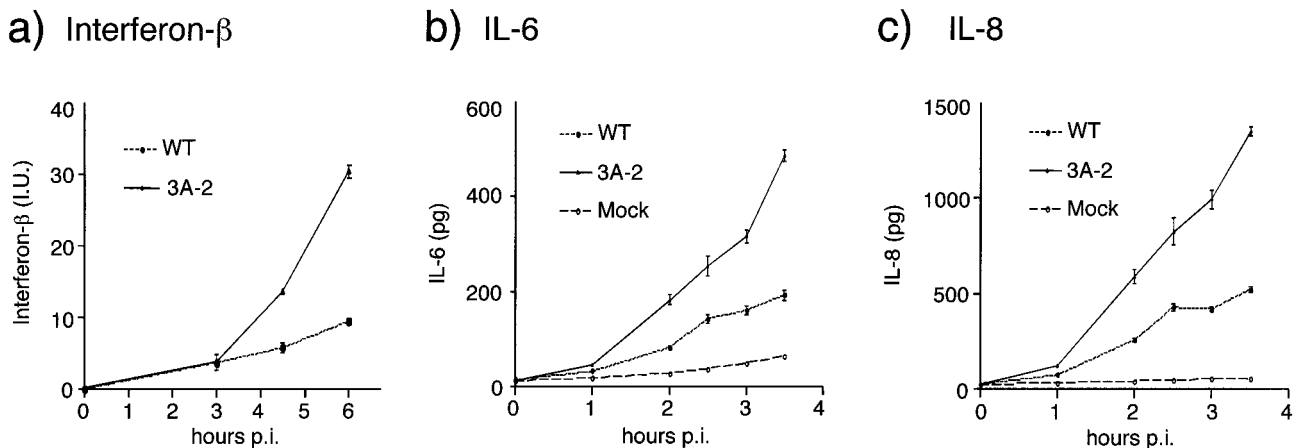 a) Interferon-β
40
30
20
10
0
Interferon-β (I.U.)
WT
3A-2
0 1 2 3 4 5 6
hours p.i.
b) IL-6
600
400
200
0
IL-6 (pg)
WT
3A-2
Mock
0 1 2 3 4
hours p.i.
c) IL-8
1500
1000
500
0
IL-8 (pg)
WT
3A-2
Mock
0 1 2 3 4
hours p.i.